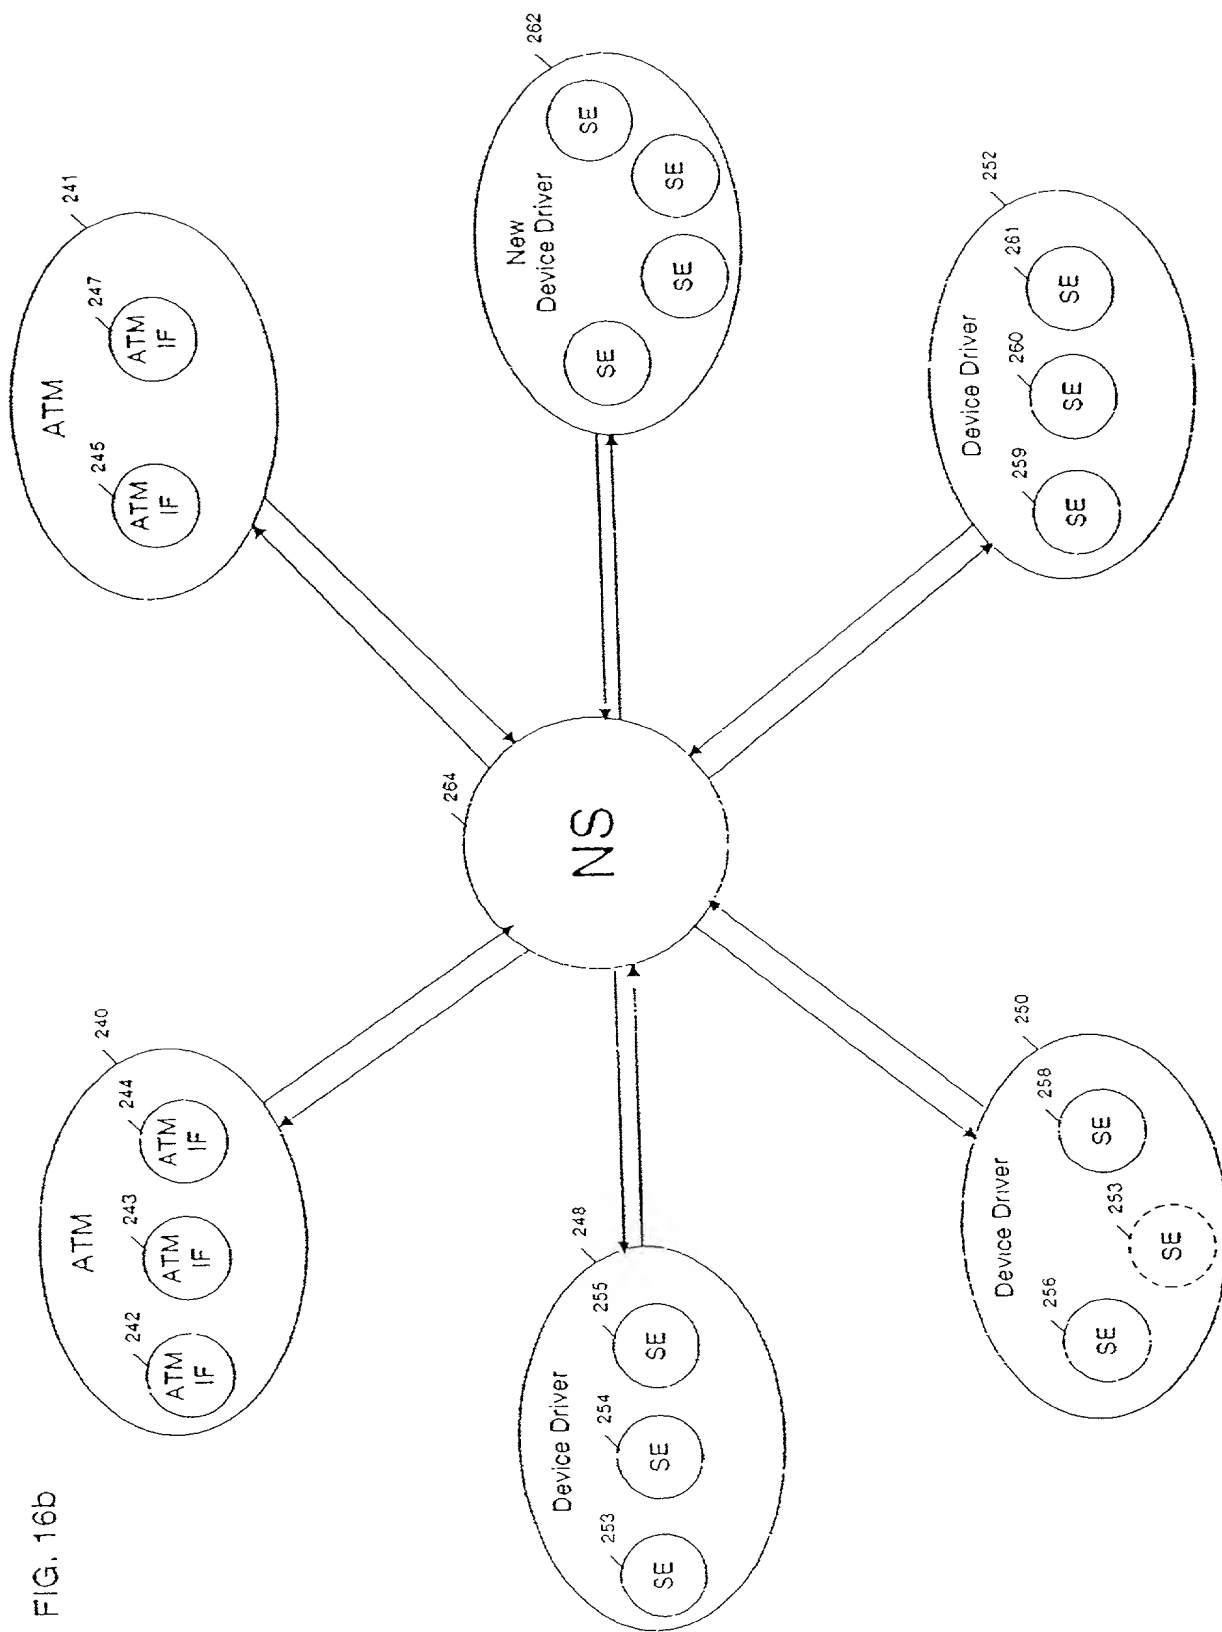 FIG. 16b
240
ATM
242
ATM
IF
243
ATM
IF
244
ATM
IF
241
ATM
245
ATM
IF
247
ATM
IF
248
Device Driver
253
SE
254
SE
255
SE
264
NS
262
New
Device Driver
SE
SE
SE
SE
250
Device Driver
256
SE
253
SE
258
SE
252
Device Driver
259
SE
260
SE
261
SE